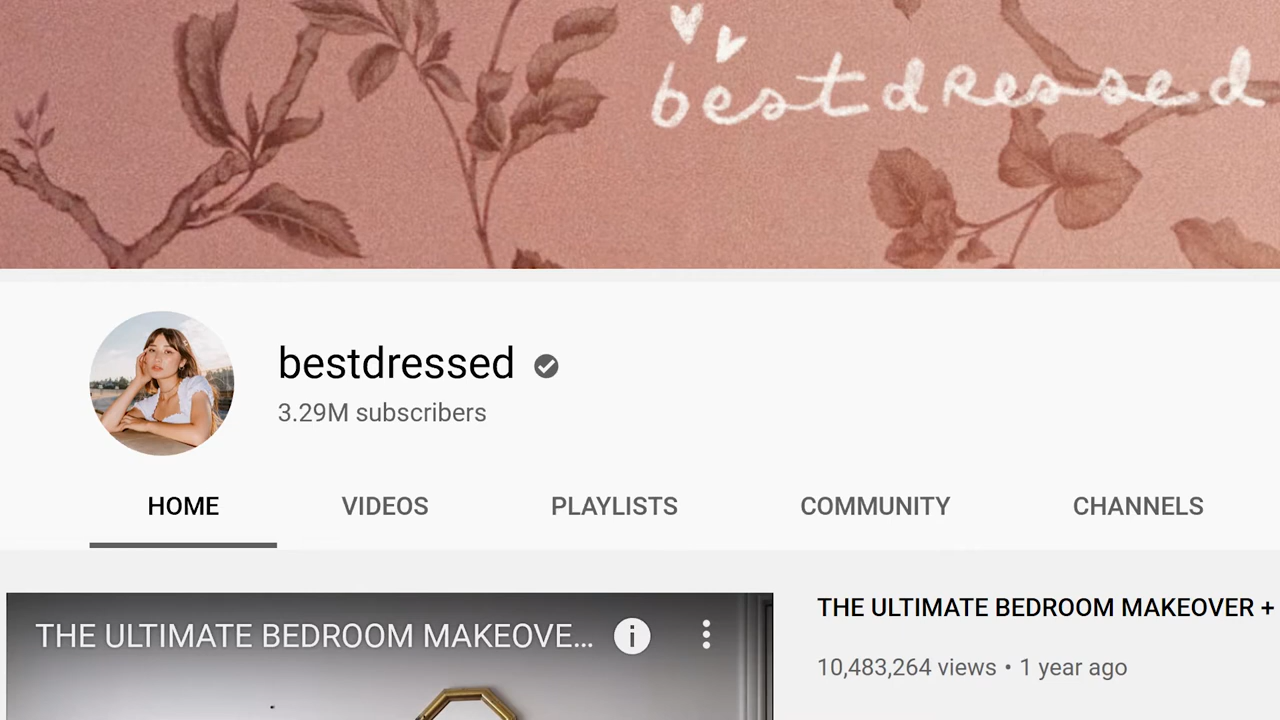 bestdressed
bestdressed
3.29M subscribers
HOME VIDEOS PLAYLISTS COMMUNITY CHANNELS
THE ULTIMATE BEDROOM MAKEOVE...
THE ULTIMATE BEDROOM MAKEOVER +
10,483,264 views • 1 year ago